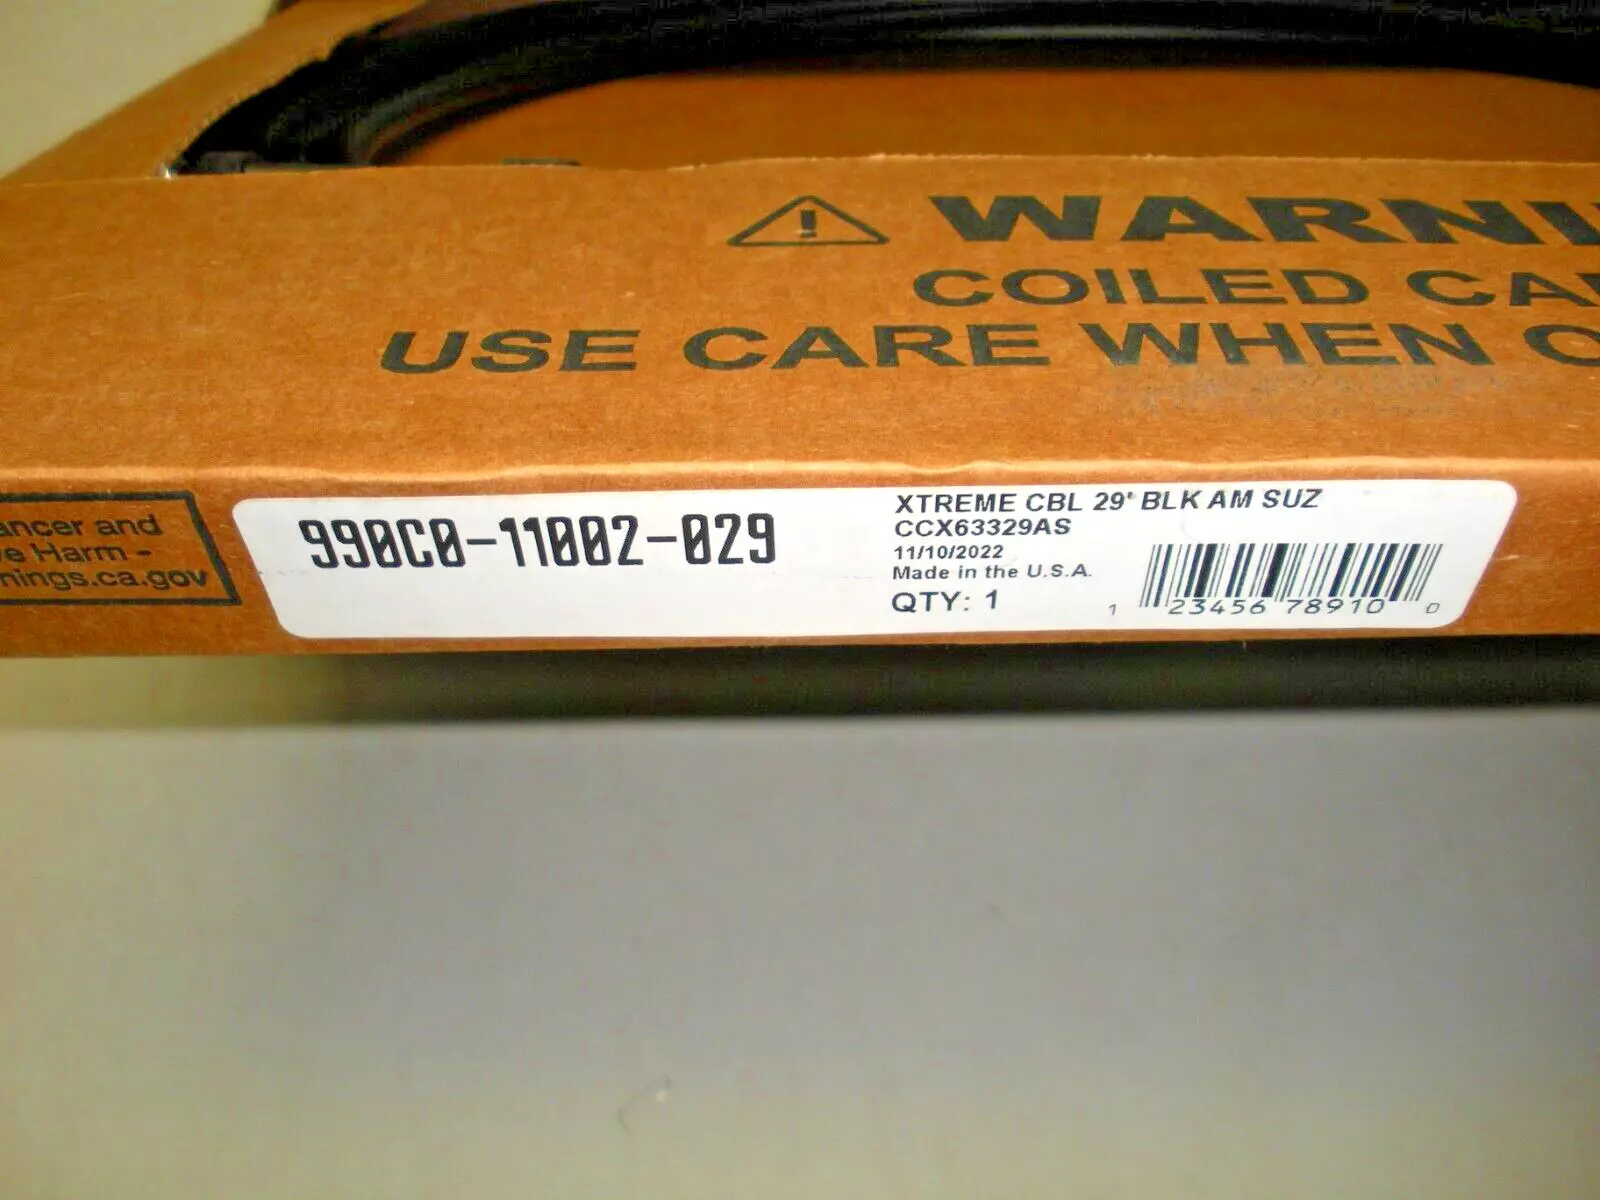 WARNI
COILED CA
USE CARE WHEN O
ancer and
e Harm -
nings.ca.gov
990C0-11002-029
XTREME CBL 29' BLK AM SUZ
CCX63329AS
11/10/2022
Made in the U.S.A.
QTY: 1
1 23456 78910 0